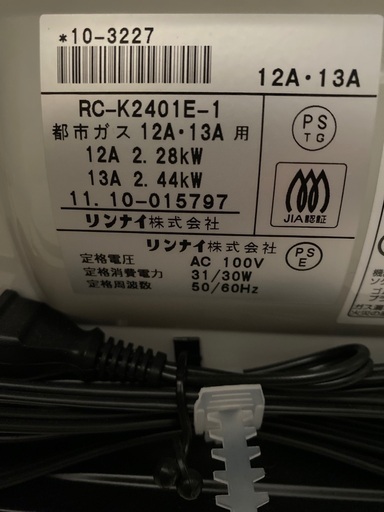 *10-3227
12A・13A
RC-K2401E-1
都市ガス 12A・13A 用
12A 2.28kW
13A 2.44kW
11.10-015797
リンナイ株式会社
PS
TG
JIA認証
リンナイ株式会社
定格電圧 AC 100V
定格消費電力 31/30W
定格周波数 50/60Hz
PS
E